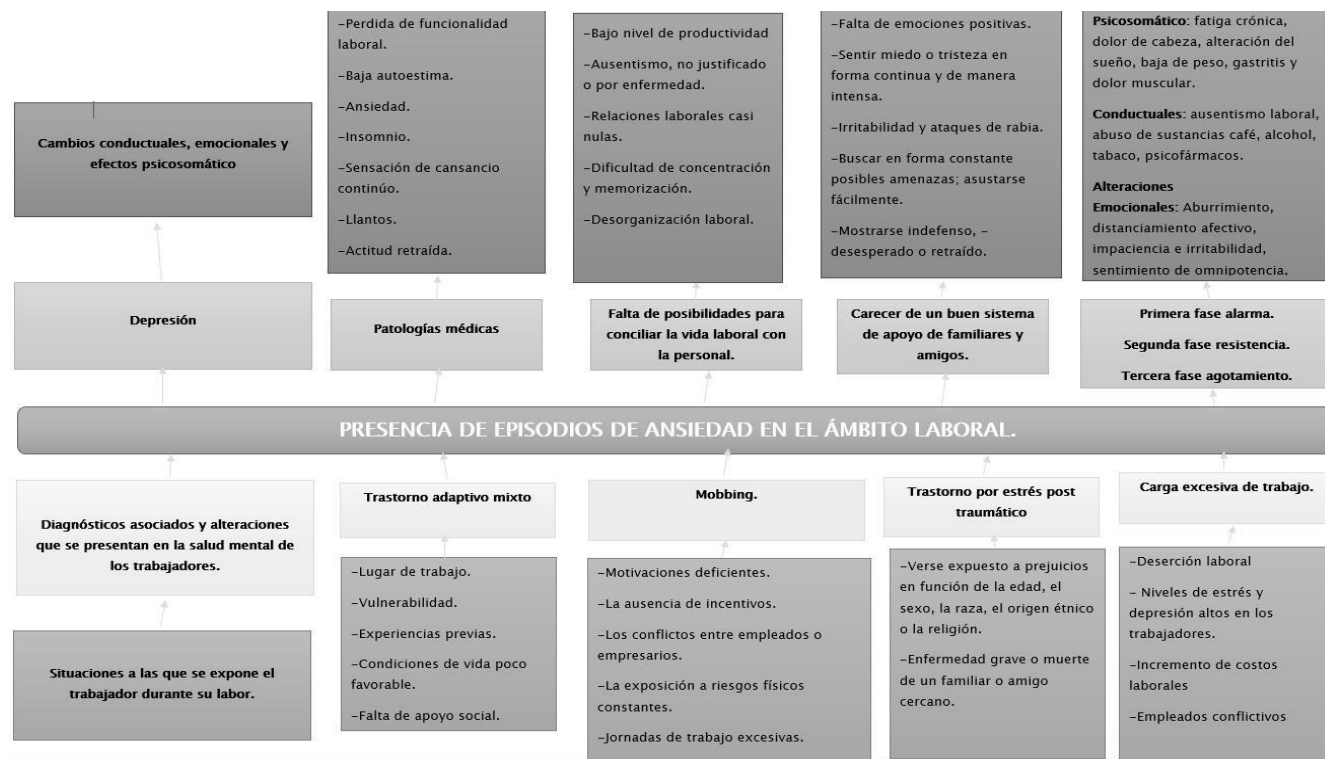 Cambios conductuales, emocionales y
efectos psicosomático
–Perdida de funcionalidad
laboral.
–Baja autoestima.
–Ansiedad.
–Insomnio.
–Sensación de cansancio
continúo.
–Llantos.
–Actitud retraída.
–Bajo nivel de productividad
–Ausentismo, no justificado
o por enfermedad.
–Relaciones laborales casi
nulas.
–Dificultad de concentración
y memorización.
–Desorganización laboral.
–Falta de emociones positivas.
–Sentir miedo o tristeza en
forma continua y de manera
intensa.
–Irritabilidad y ataques de rabia.
–Buscar en forma constante
posibles amenazas; asustarse
fácilmente.
–Mostrarse indefenso, –
desesperado o retraído.
Psicosomático: fatiga crónica,
dolor de cabeza, alteración del
sueño, baja de peso, gastritis y
dolor muscular.
Conductuales: ausentismo laboral,
abuso de sustancias café, alcohol,
tabaco, psicofármacos.
Alteraciones
Emocionales: Aburrimiento,
distanciamiento afectivo,
impaciencia e irritabilidad,
sentimiento de omnipotencia.
Depresión
Patologías médicas
Falta de posibilidades para
conciliar la vida laboral con
la personal.
Carecer de un buen sistema
de apoyo de familiares y
amigos.
Primera fase alarma.
Segunda fase resistencia.
Tercera fase agotamiento.
PRESENCIA DE EPISODIOS DE ANSIEDAD EN EL ÁMBITO LABORAL.
Diagnósticos asociados y alteraciones
que se presentan en la salud mental de
los trabajadores.
Trastorno adaptivo mixto
Mobbing.
Trastorno por estrés post
traumático
Carga excesiva de trabajo.
Situaciones a las que se expone el
trabajador durante su labor.
–Lugar de trabajo.
–Vulnerabilidad.
–Experiencias previas.
–Condiciones de vida poco
favorable.
–Falta de apoyo social.
–Motivaciones deficientes.
–La ausencia de incentivos.
–Los conflictos entre empleados o
empresarios.
–La exposición a riesgos físicos
constantes.
–Jornadas de trabajo excesivas.
–Verse expuesto a prejuicios
en función de la edad, el
sexo, la raza, el origen étnico
o la religión.
–Enfermedad grave o muerte
de un familiar o amigo
cercano.
–Deserción laboral
– Niveles de estrés y
depresión altos en los
trabajadores.
–Incremento de costos
laborales
–Empleados conflictivos